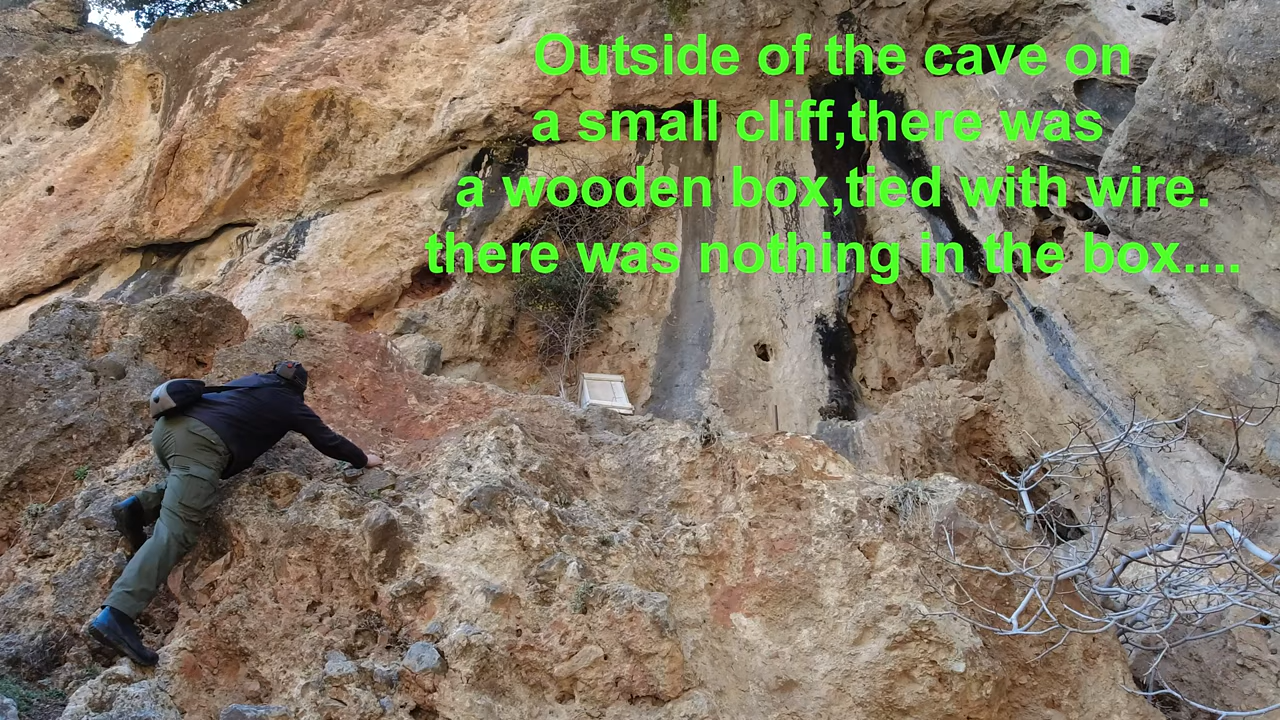 Outside of the cave on
a small cliff,there was
a wooden box,tied with wire.
there was nothing in the box....